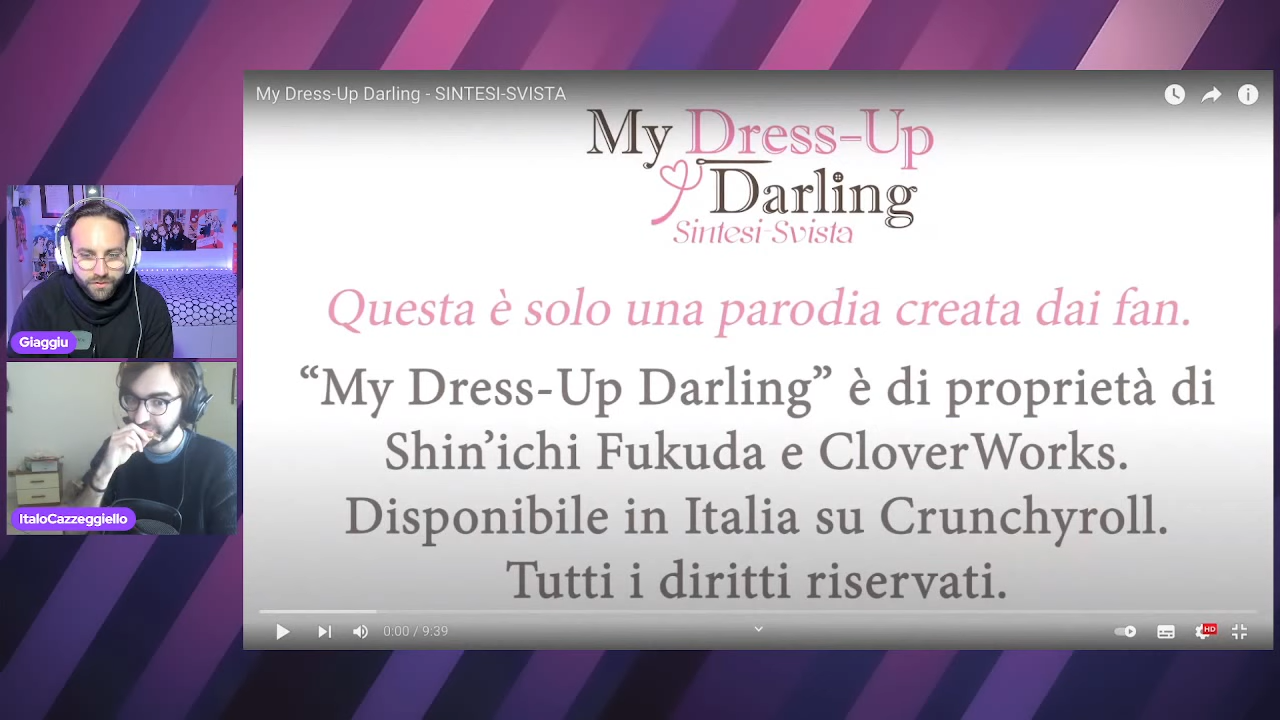 My Dress-Up Darling - SINTESI-SVISTA
My Dress-Up
Darling
Sintesi-Svista
Questa è solo una parodia creata dai fan.
“My Dress-Up Darling” è di proprietà di
Shin’ichi Fukuda e CloverWorks.
Disponibile in Italia su Crunchyroll.
Tutti i diritti riservati.
0:00 / 9:39
HD
Giaggiu
ItaloCazzeggiello